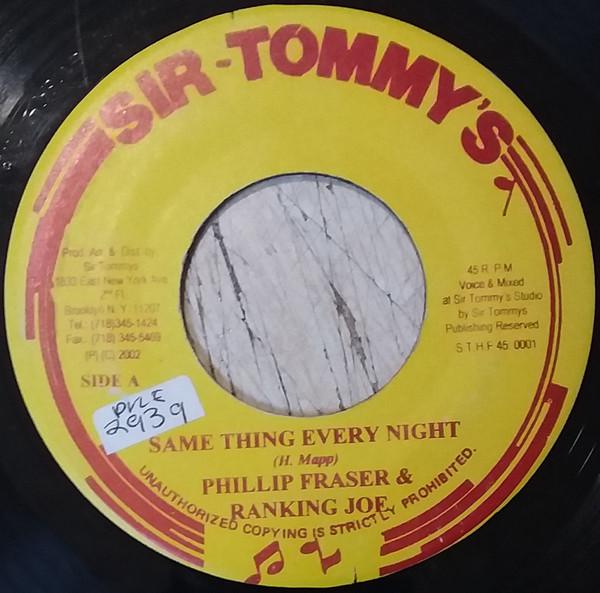 SIR-TOMMY'S
Prod. Arr. & Dist. by
Sir Tommys
1833 East New York Ave.
2nd Fl.
Brooklyn N. Y. 11207
Tel.: (718)345-1424
Fax.: (718) 345-5469
(P) (C) 2002
SIDE A
45 R. P. M
Voice & Mixed
at Sir Tommy's Studio
by Sir Tommys
Publishing Reserved
S. T. H. F 45. 0001
2939
SAME THING EVERY NIGHT
(H. Mapp)
PHILLIP FRASER &
RANKING JOE
UNAUTHORIZED COPYING IS STRICTLY PROHIBITED.